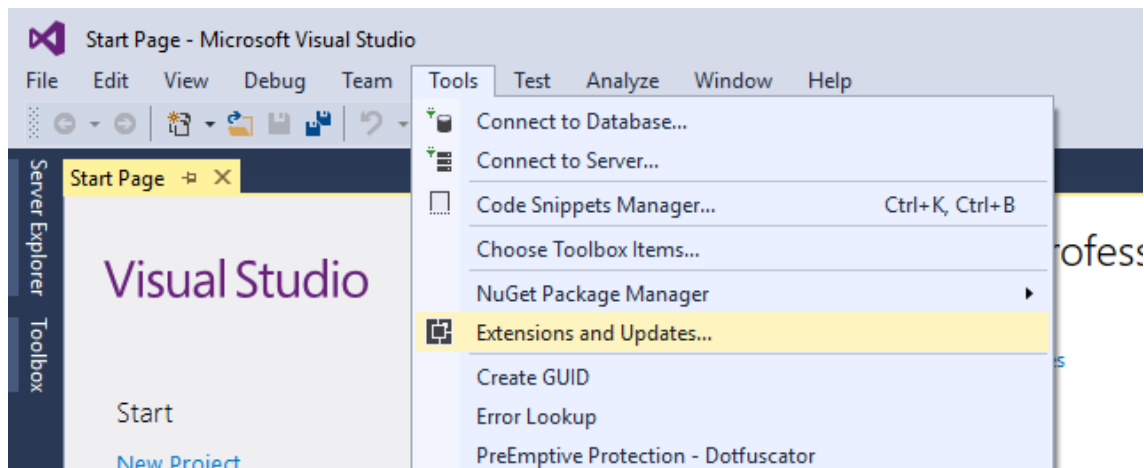 Start Page - Microsoft Visual Studio
File Edit View Debug Team Tools Test Analyze Window Help
Connect to Database...
Connect to Server...
Server Explorer
Toolbox
Start Page
Code Snippets Manager... Ctrl+K, Ctrl+B
Choose Toolbox Items...
Visual Studio
NuGet Package Manager
Extensions and Updates...
Create GUID
Start
Error Lookup
New Project
PreEmptive Protection - Dotfuscator